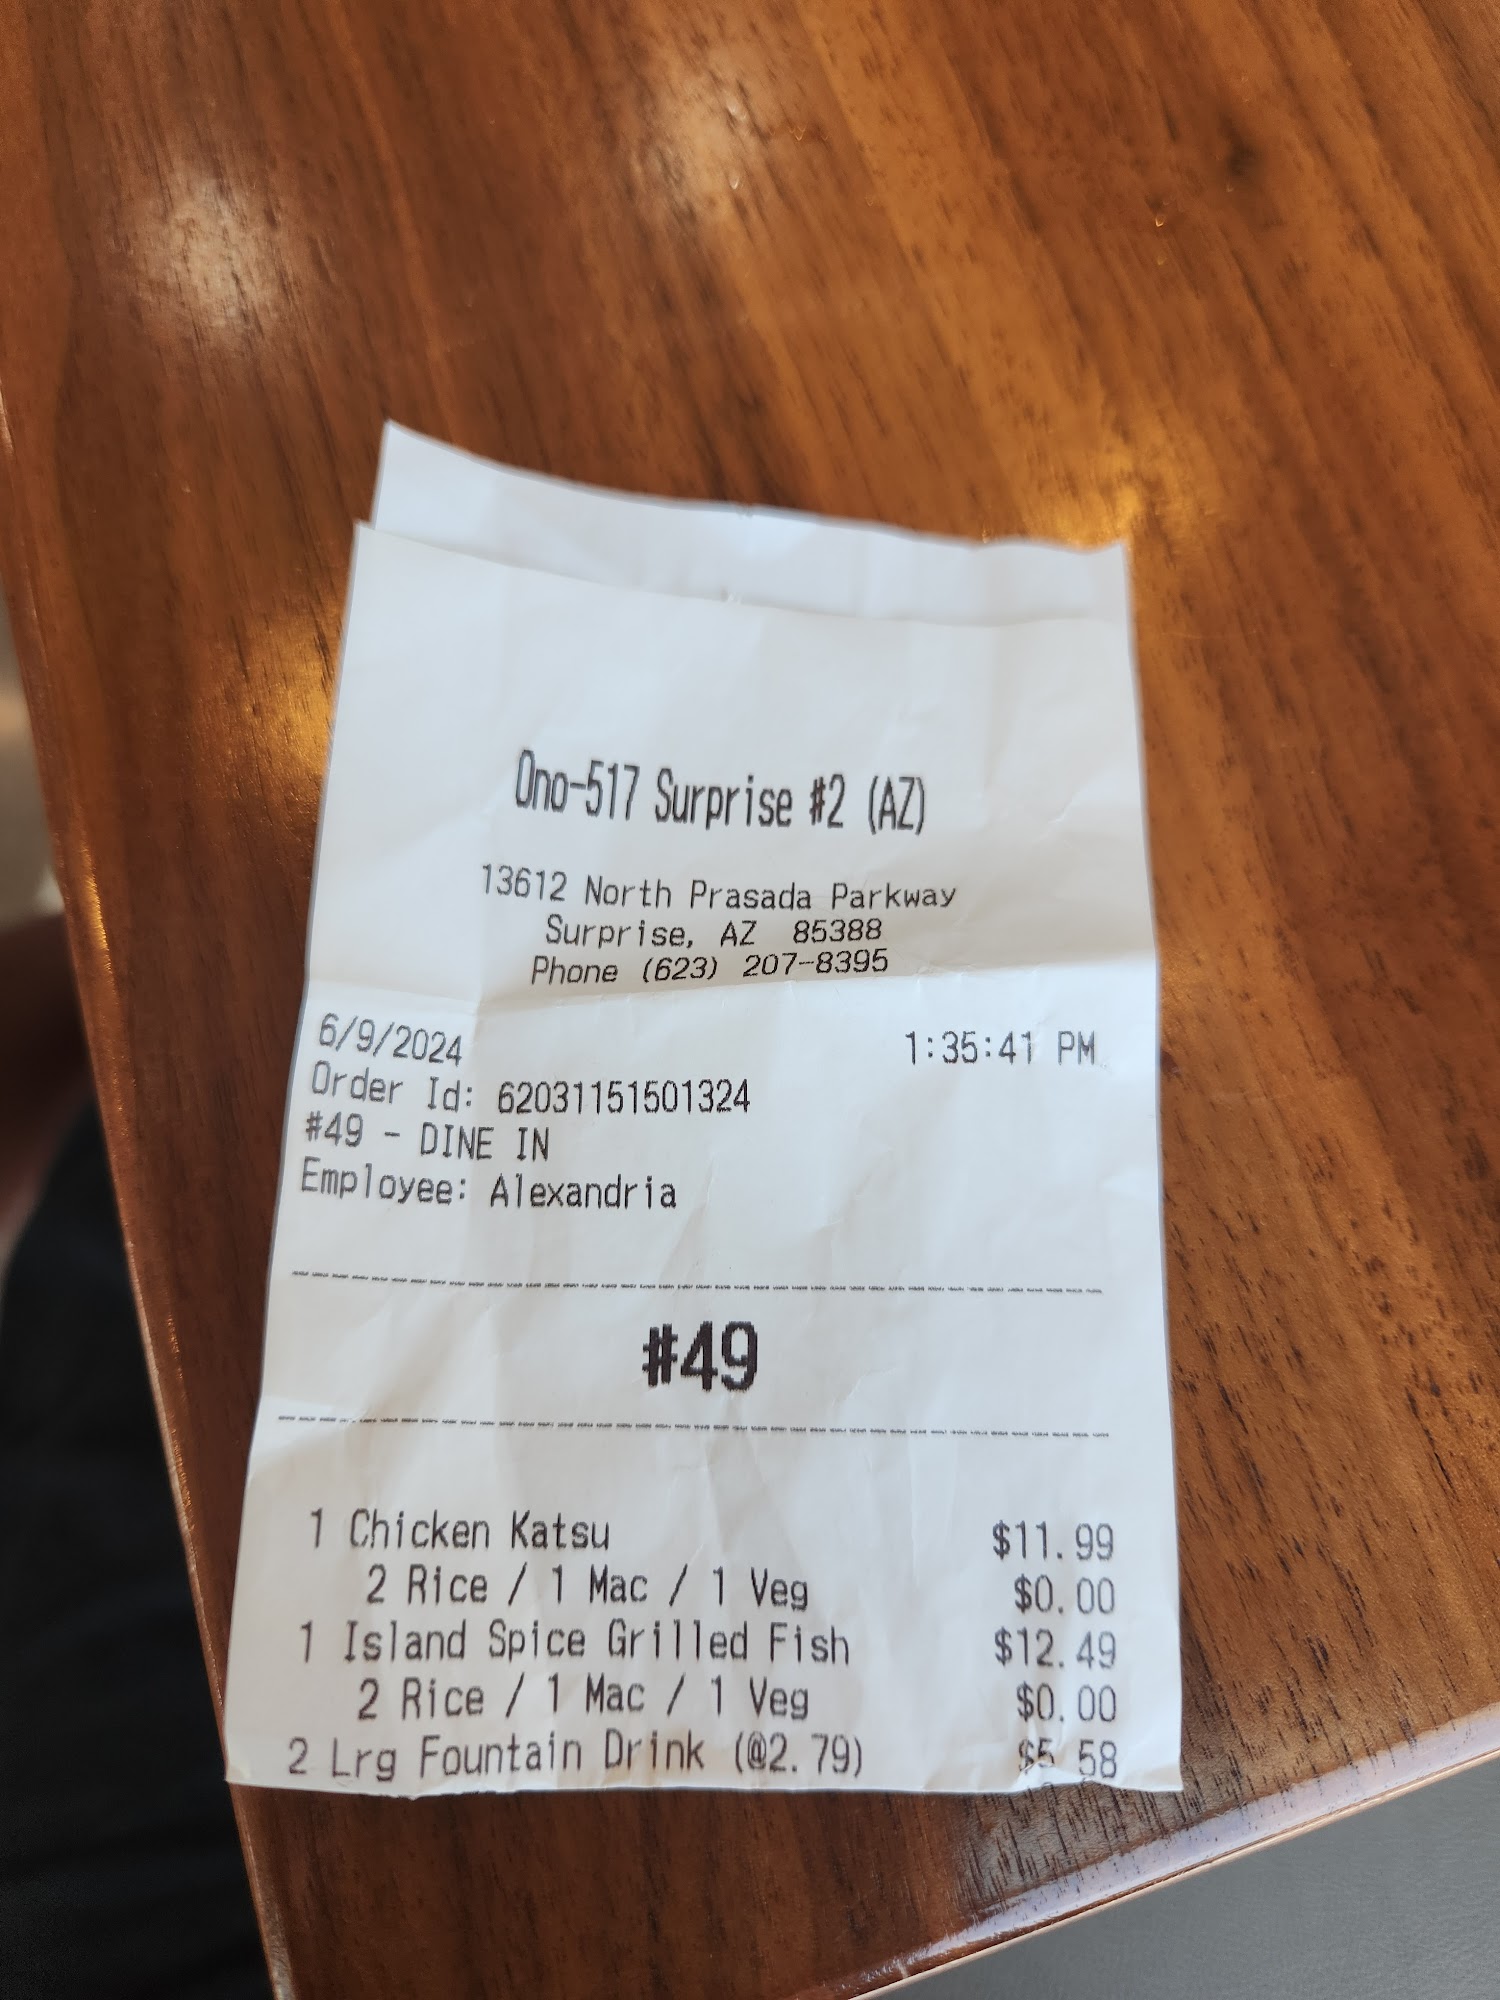 Ono-517 Surprise #2 (AZ)
13612 North Prasada Parkway
Surprise, AZ 85388
Phone (623) 207-8395
6/9/2024 1:35:41 PM
Order Id: 62031151501324
#49 - DINE IN
Employee: Alexandria
#49
1 Chicken Katsu $11.99
2 Rice / 1 Mac / 1 Veg $0.00
1 Island Spice Grilled Fish $12.49
2 Rice / 1 Mac / 1 Veg $0.00
2 Lrg Fountain Drink (@2.79) $5.58